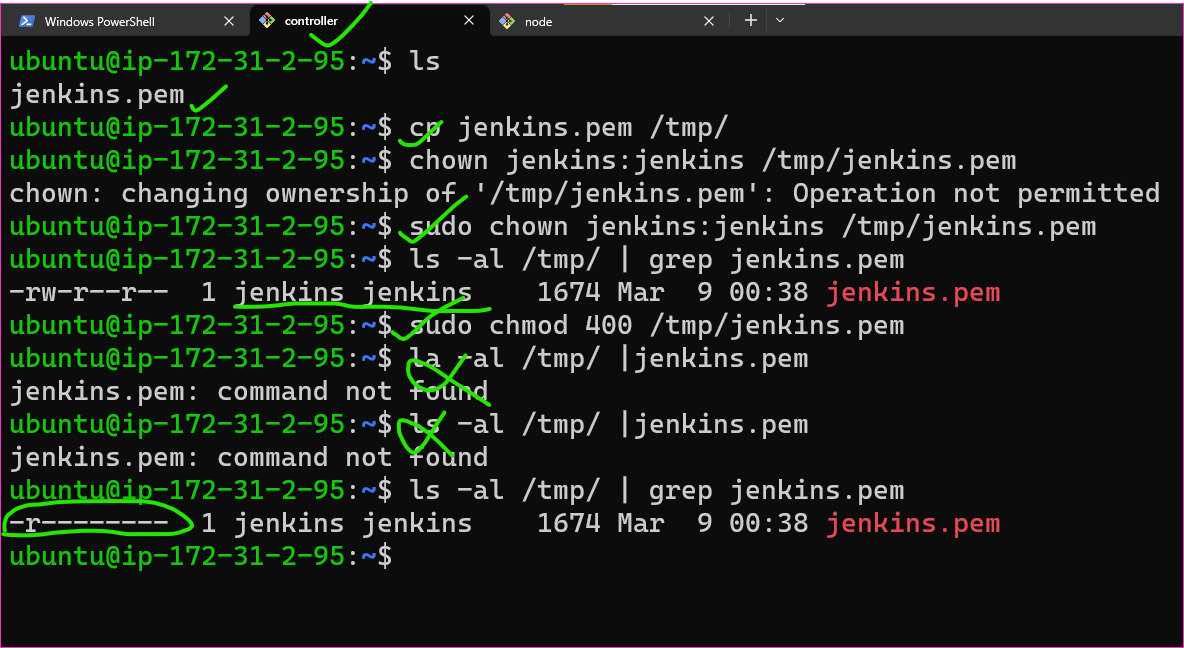 Windows PowerShell
controller
node
ubuntu@ip-172-31-2-95:~$ ls
jenkins.pem
ubuntu@ip-172-31-2-95:~$ cp jenkins.pem /tmp/
ubuntu@ip-172-31-2-95:~$ chown jenkins:jenkins /tmp/jenkins.pem
chown: changing ownership of '/tmp/jenkins.pem': Operation not permitted
ubuntu@ip-172-31-2-95:~$ sudo chown jenkins:jenkins /tmp/jenkins.pem
ubuntu@ip-172-31-2-95:~$ ls -al /tmp/ | grep jenkins.pem
-rw-r--r-- 1 jenkins jenkins 1674 Mar 9 00:38 jenkins.pem
ubuntu@ip-172-31-2-95:~$ sudo chmod 400 /tmp/jenkins.pem
ubuntu@ip-172-31-2-95:~$ la -al /tmp/ |jenkins.pem
jenkins.pem: command not found
ubuntu@ip-172-31-2-95:~$ ls -al /tmp/ |jenkins.pem
jenkins.pem: command not found
ubuntu@ip-172-31-2-95:~$ ls -al /tmp/ | grep jenkins.pem
-r-------- 1 jenkins jenkins 1674 Mar 9 00:38 jenkins.pem
ubuntu@ip-172-31-2-95:~$